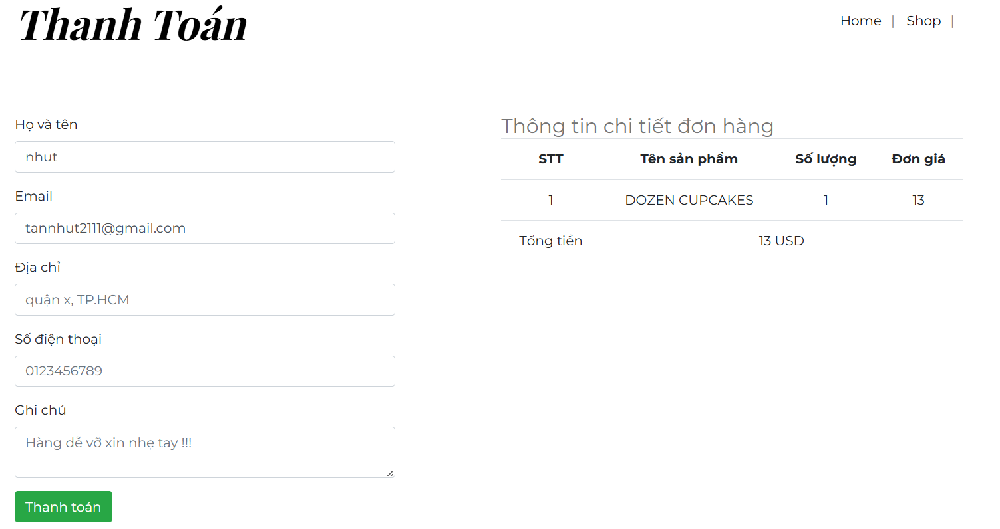 Thanh Toán
Home | Shop |
Họ và tên
nhut
Email
tannhut2111@gmail.com
Địa chỉ
quận x, TP.HCM
Số điện thoại
0123456789
Ghi chú
Hàng dễ vỡ xin nhẹ tay !!!
Thanh toán
Thông tin chi tiết đơn hàng
STT Tên sản phẩm Số lượng Đơn giá
1 DOZEN CUPCAKES 1 13
Tổng tiền 13 USD